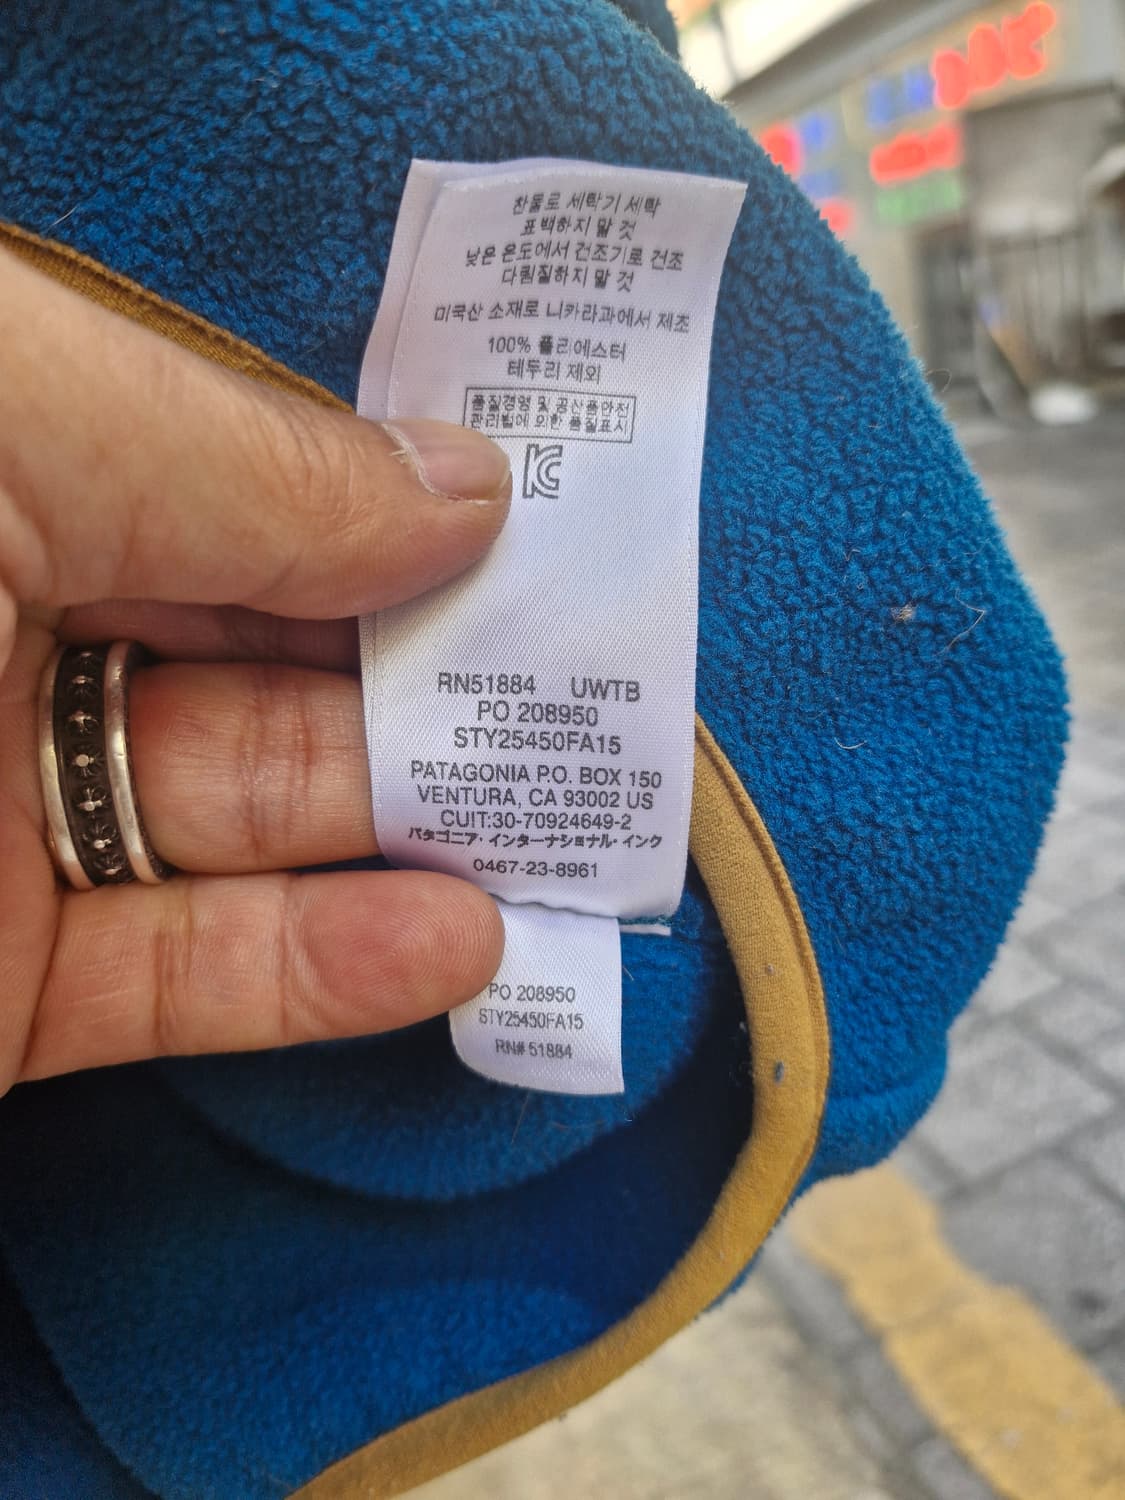 찬물로 세탁기 세탁
표백하지 말 것
낮은 온도에서 건조기로 건조
다림질하지 말 것
미국산 소재로 니카라과에서 제조
100% 폴리에스터
테두리 제외
품질경영 및 공산품안전
관리법에 의한 품질표시
KC
RN51884 UWTB
PO 208950
STY25450FA15
PATAGONIA P.O. BOX 150
VENTURA, CA 93002 US
CUIT:30-70924649-2
パタゴニア・インターナショナル・インク
0467-23-8961
PO 208950
STY25450FA15
RN# 51884